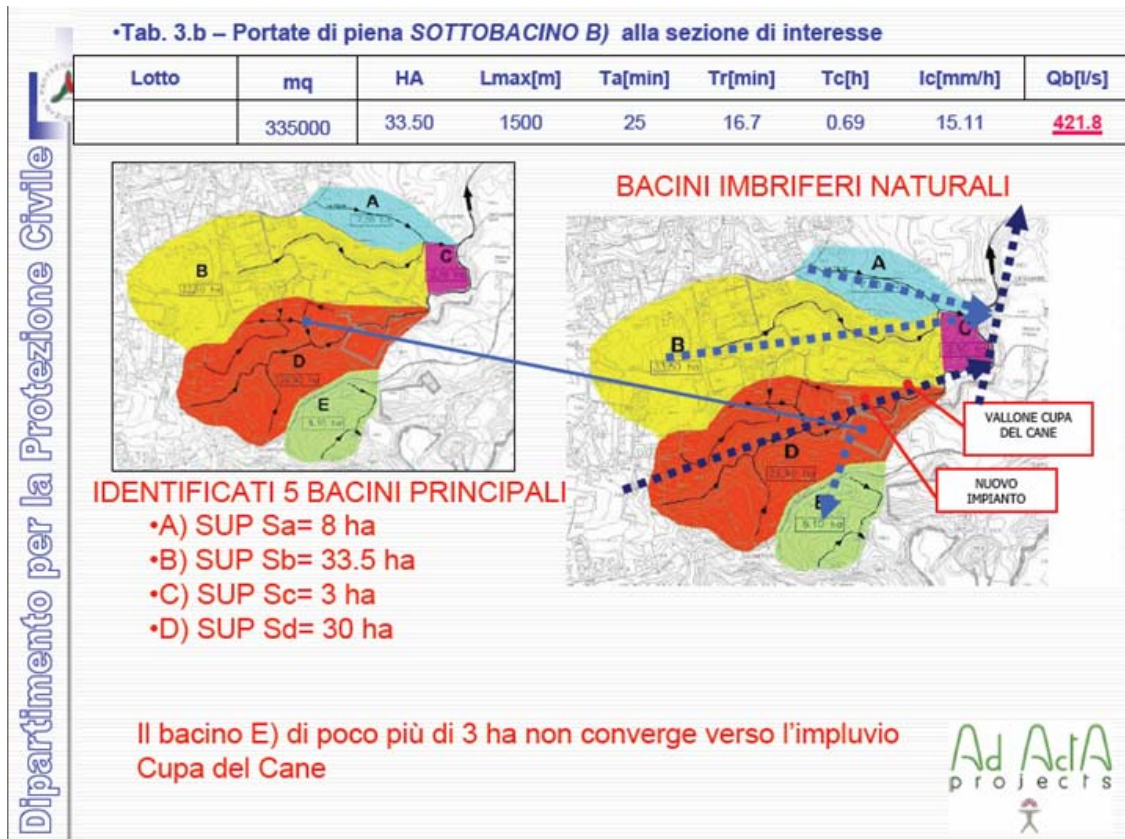 Dipartimento per la Protezione Civile
•Tab. 3.b – Portate di piena SOTTOBACINO B) alla sezione di interesse
Lotto mq HA Lmax[m] Ta[min] Tr[min] Tc[h] Ic[mm/h] Qb[l/s]
335000 33.50 1500 25 16.7 0.69 15.11 421.8
A
B
C
D
E
BACINI IMBRIFERI NATURALI
A
B
C
D
E
VALLONE CUPA
DEL CANE
NUOVO
IMPIANTO
IDENTIFICATI 5 BACINI PRINCIPALI
•A) SUP Sa= 8 ha
•B) SUP Sb= 33.5 ha
•C) SUP Sc= 3 ha
•D) SUP Sd= 30 ha
Il bacino E) di poco più di 3 ha non converge verso l'impluvio
Cupa del Cane
Ad ActA
projects